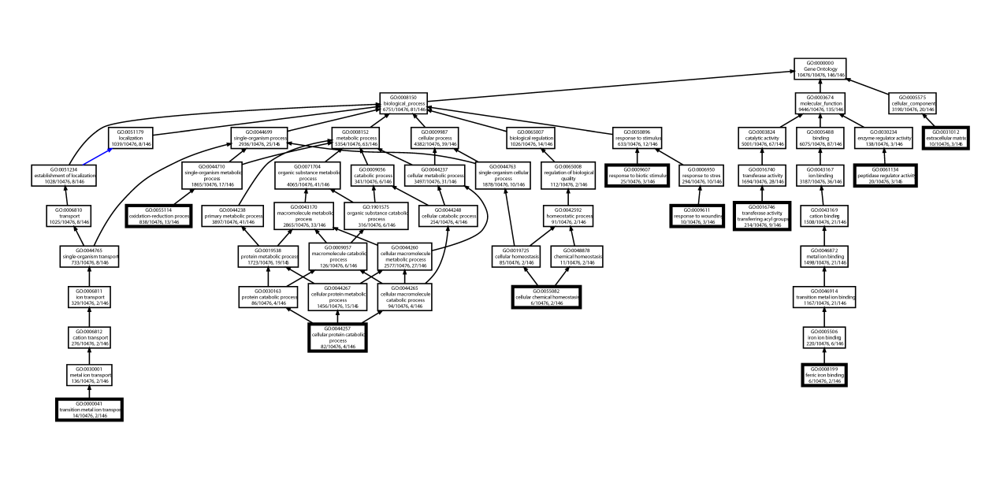 GO:0000000
Gene Ontology
10476/10476, 146/146
GO:0008150
biological_process
6751/10476, 81/146
GO:0003674
molecular_function
9446/10476, 135/146
GO:0005575
cellular_component
3190/10476, 20/146
GO:0051179
localization
1039/10476, 8/146
GO:0044699
single-organism process
2936/10476, 25/146
GO:0008152
metabolic process
5354/10476, 63/146
GO:0009987
cellular process
4382/10476, 39/146
GO:0065007
biological regulation
1026/10476, 14/146
GO:0050896
response to stimulus
633/10476, 12/146
GO:0003824
catalytic activity
5001/10476, 67/146
GO:0005488
binding
6075/10476, 87/146
GO:0030234
enzyme regulator activity
138/10476, 3/146
GO:0031012
extracellular matrix
10/10476, 3/146
GO:0051234
establishment of localization
1028/10476, 8/146
GO:0044710
single-organism metabolic
process
1865/10476, 17/146
GO:0071704
organic substance metabolic
process
4065/10476, 41/146
GO:0009056
catabolic process
341/10476, 6/146
GO:0044237
cellular metabolic process
3497/10476, 31/146
GO:0044763
single-organism cellular
process
1878/10476, 10/146
GO:0065008
regulation of biological
quality
112/10476, 2/146
GO:0009607
response to biotic stimulus
25/10476, 3/146
GO:0006950
response to stres
294/10476, 10/146
GO:0016740
transferase activity
1694/10476, 28/146
GO:0043167
ion binding
3187/10476, 36/146
GO:0061134
peptidase regulator activity
20/10476, 3/146
GO:0006810
transport
1025/10476, 8/146
GO:0055114
oxidation-reduction process
838/10476, 13/146
GO:0044238
primary metabolic process
3897/10476, 41/146
GO:0043170
macromolecule metabolic
process
2865/10476, 33/146
GO:1901575
organic substance catabolic
process
316/10476, 6/146
GO:0044248
cellular catabolic process
254/10476, 4/146
GO:0042592
homeostatic process
91/10476, 2/146
GO:0009611
response to wounding
10/10476, 3/146
GO:0016746
transferase activity
transferring acyl groups
214/10476, 9/146
GO:0043169
cation binding
1508/10476, 21/146
GO:0044765
single-organism transport
733/10476, 8/146
GO:0019538
protein metabolic process
1723/10476, 19/146
GO:0009057
macromolecule catabolic
process
126/10476, 6/146
GO:0044260
cellular macromolecule
metabolic process
2577/10476, 27/146
GO:0019725
cellular homeostasis
85/10476, 2/146
GO:0048878
chemical homeostasis
11/10476, 2/146
GO:0046872
metal ion binding
1498/10476, 21/146
GO:0006811
ion transport
329/10476, 2/146
GO:0030163
protein catabolic process
86/10476, 4/146
GO:0044267
cellular protein metabolic
process
1456/10476, 15/146
GO:0044265
cellular macromolecule
catabolic process
94/10476, 4/146
GO:0055082
cellular chemical homeostasis
6/10476, 2/146
GO:0046914
transition metal ion binding
1167/10476, 21/146
GO:0006812
cation transport
276/10476, 2/146
GO:0044257
cellular protein catabolic
process
82/10476, 4/146
GO:0005506
iron ion binding
220/10476, 6/146
GO:0030001
metal ion transport
136/10476, 2/146
GO:0008199
ferric iron binding
6/10476, 2/146
GO:0000041
transition metal ion transpor
14/10476, 2/146